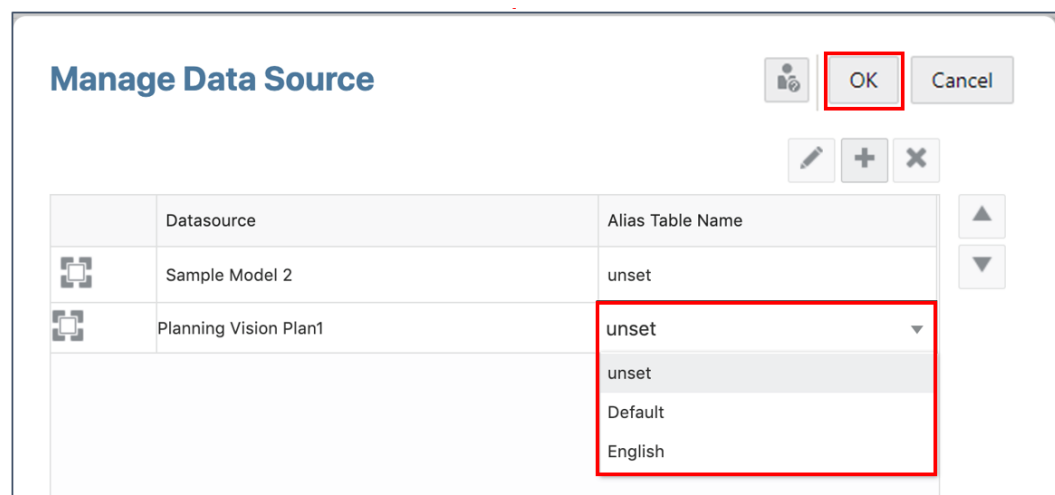 Manage Data Source
OK
Cancel
Datasource
Alias Table Name
Sample Model 2
unset
Planning Vision Plan1
unset
unset
Default
English